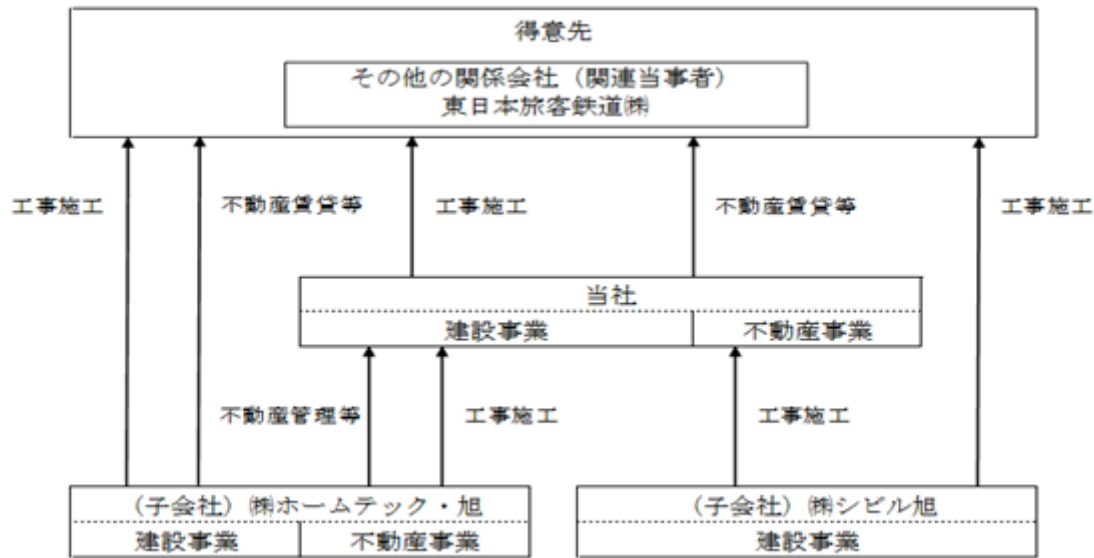 得意先
その他の関係会社（関連当事者）
東日本旅客鉄道㈱
工事施工
不動産賃貸等
工事施工
不動産賃貸等
工事施工
当社
建設事業
不動産事業
不動産管理等
工事施工
工事施工
（子会社）㈱ホームテック・旭
建設事業
不動産事業
（子会社）㈱シビル旭
建設事業